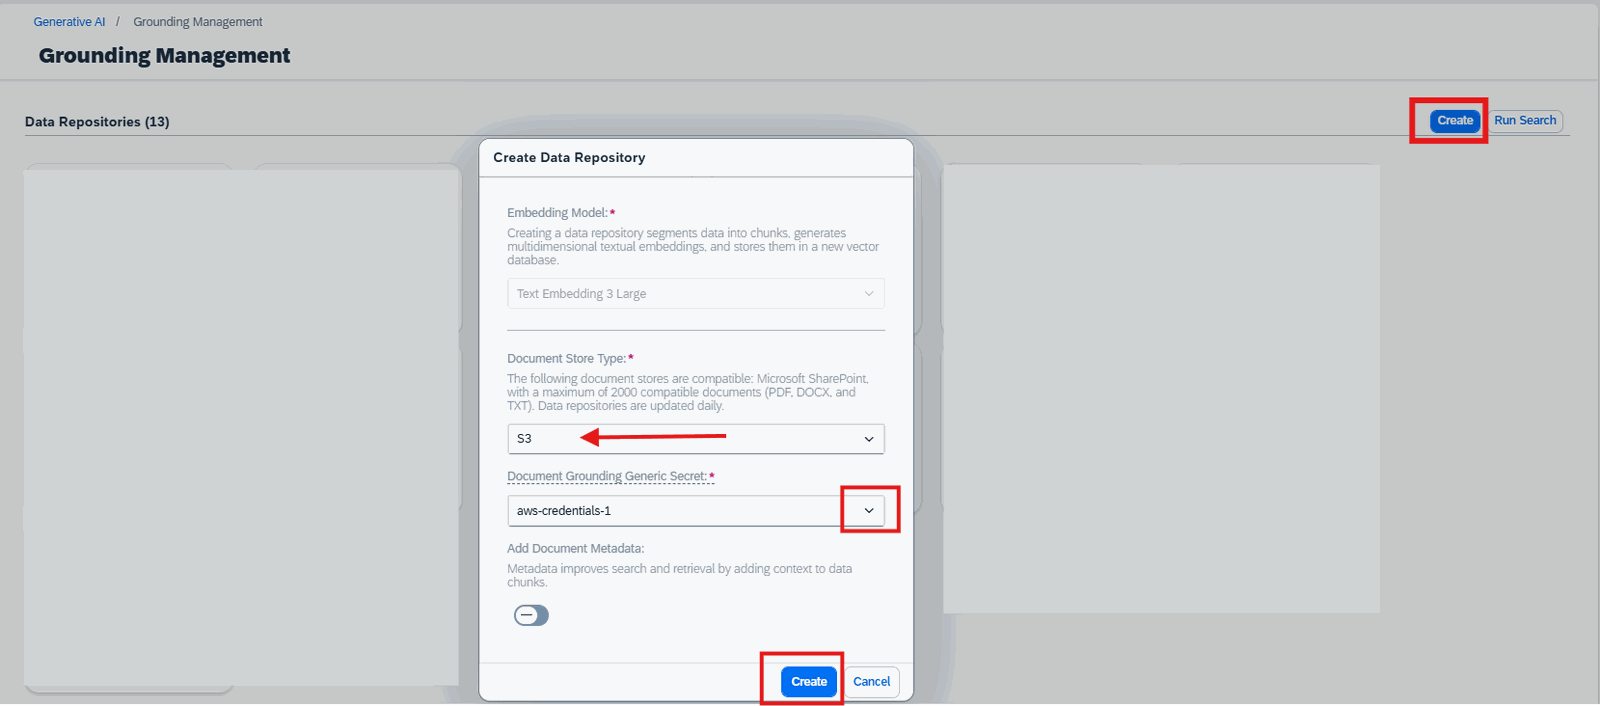 Generative AI / Grounding Management
Grounding Management
Data Repositories (13)
Create
Run Search
Create Data Repository
Embedding Model:*
Creating a data repository segments data into chunks, generates
multidimensional textual embeddings, and stores them in a new vector
database.
Text Embedding 3 Large
Document Store Type:*
The following document stores are compatible: Microsoft SharePoint,
with a maximum of 2000 compatible documents (PDF, DOCX, and
TXT). Data repositories are updated daily.
S3
Document Grounding Generic Secret:*
aws-credentials-1
Add Document Metadata:
Metadata improves search and retrieval by adding context to data
chunks.
Create
Cancel